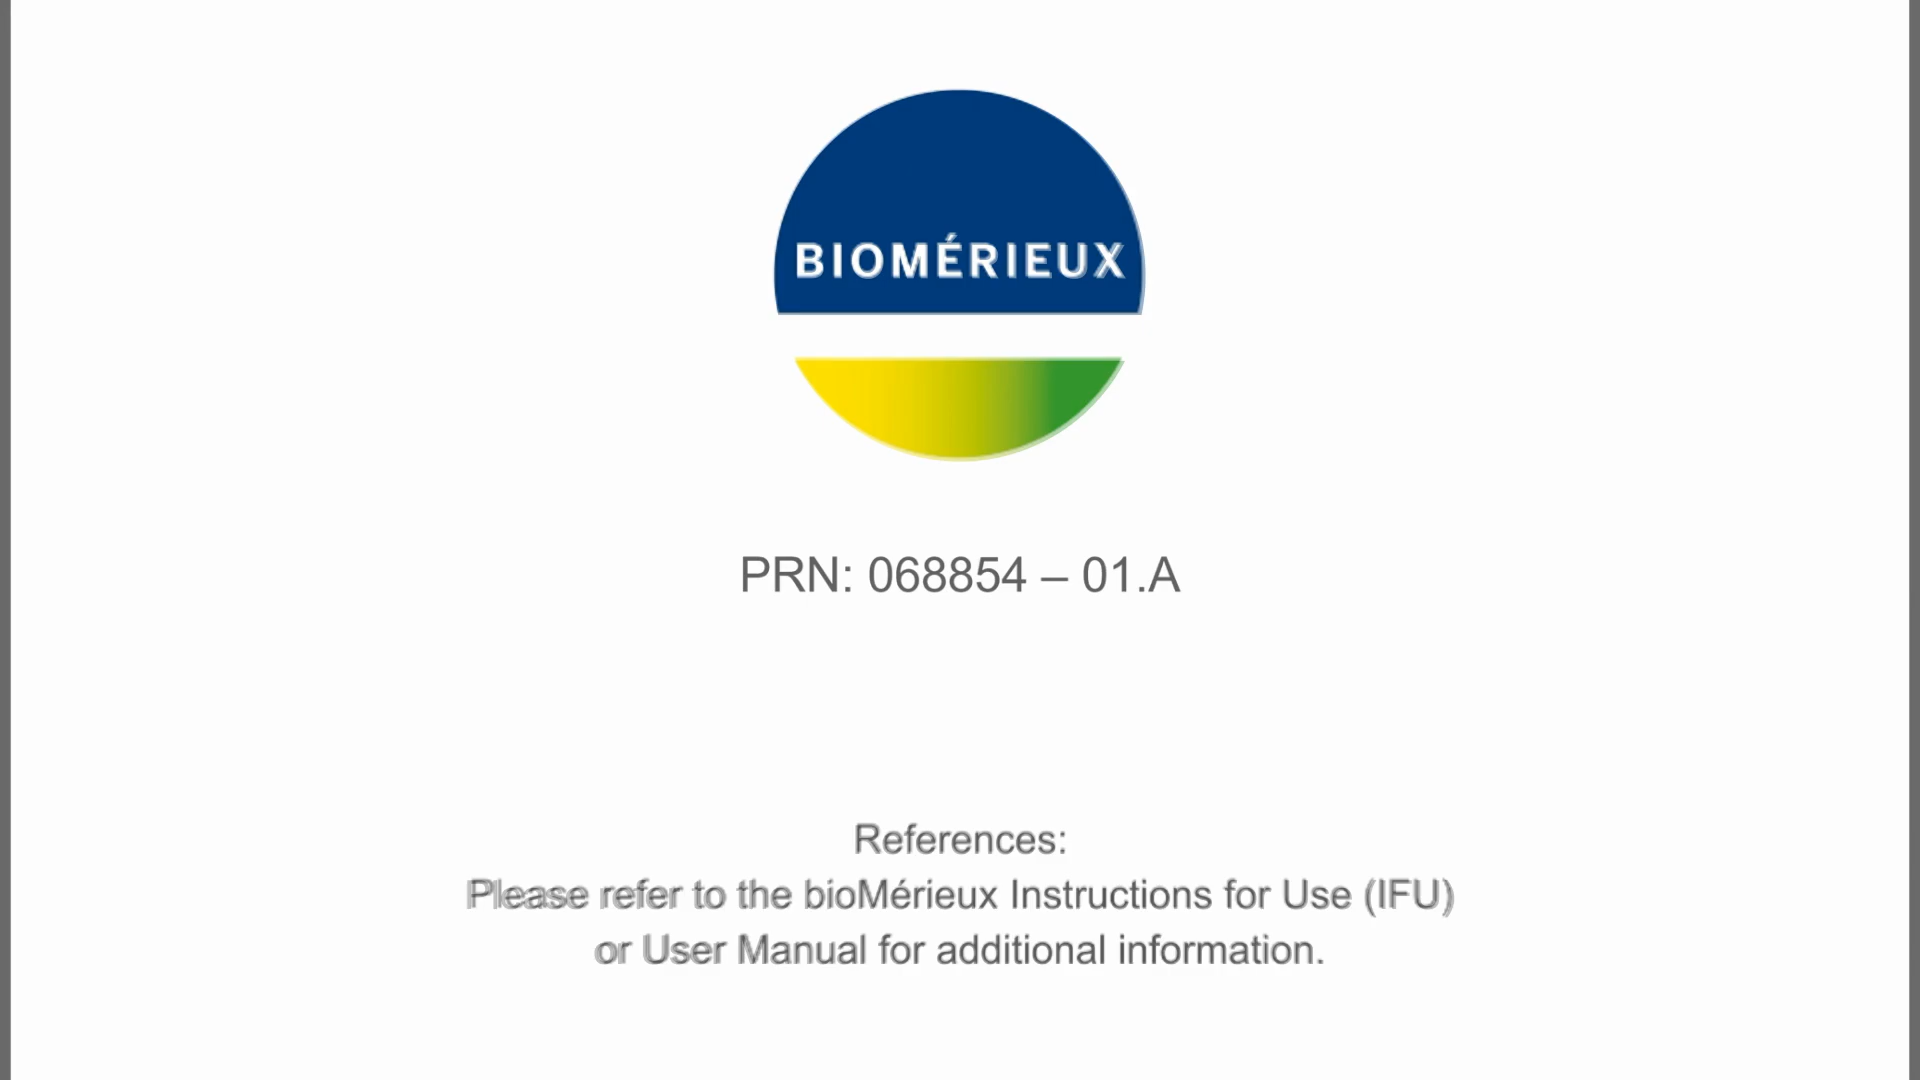 BIOMÉRIEUX
PRN: 068854 – 01.A
References:
Please refer to the bioMérieux Instructions for Use (IFU)
or User Manual for additional information.